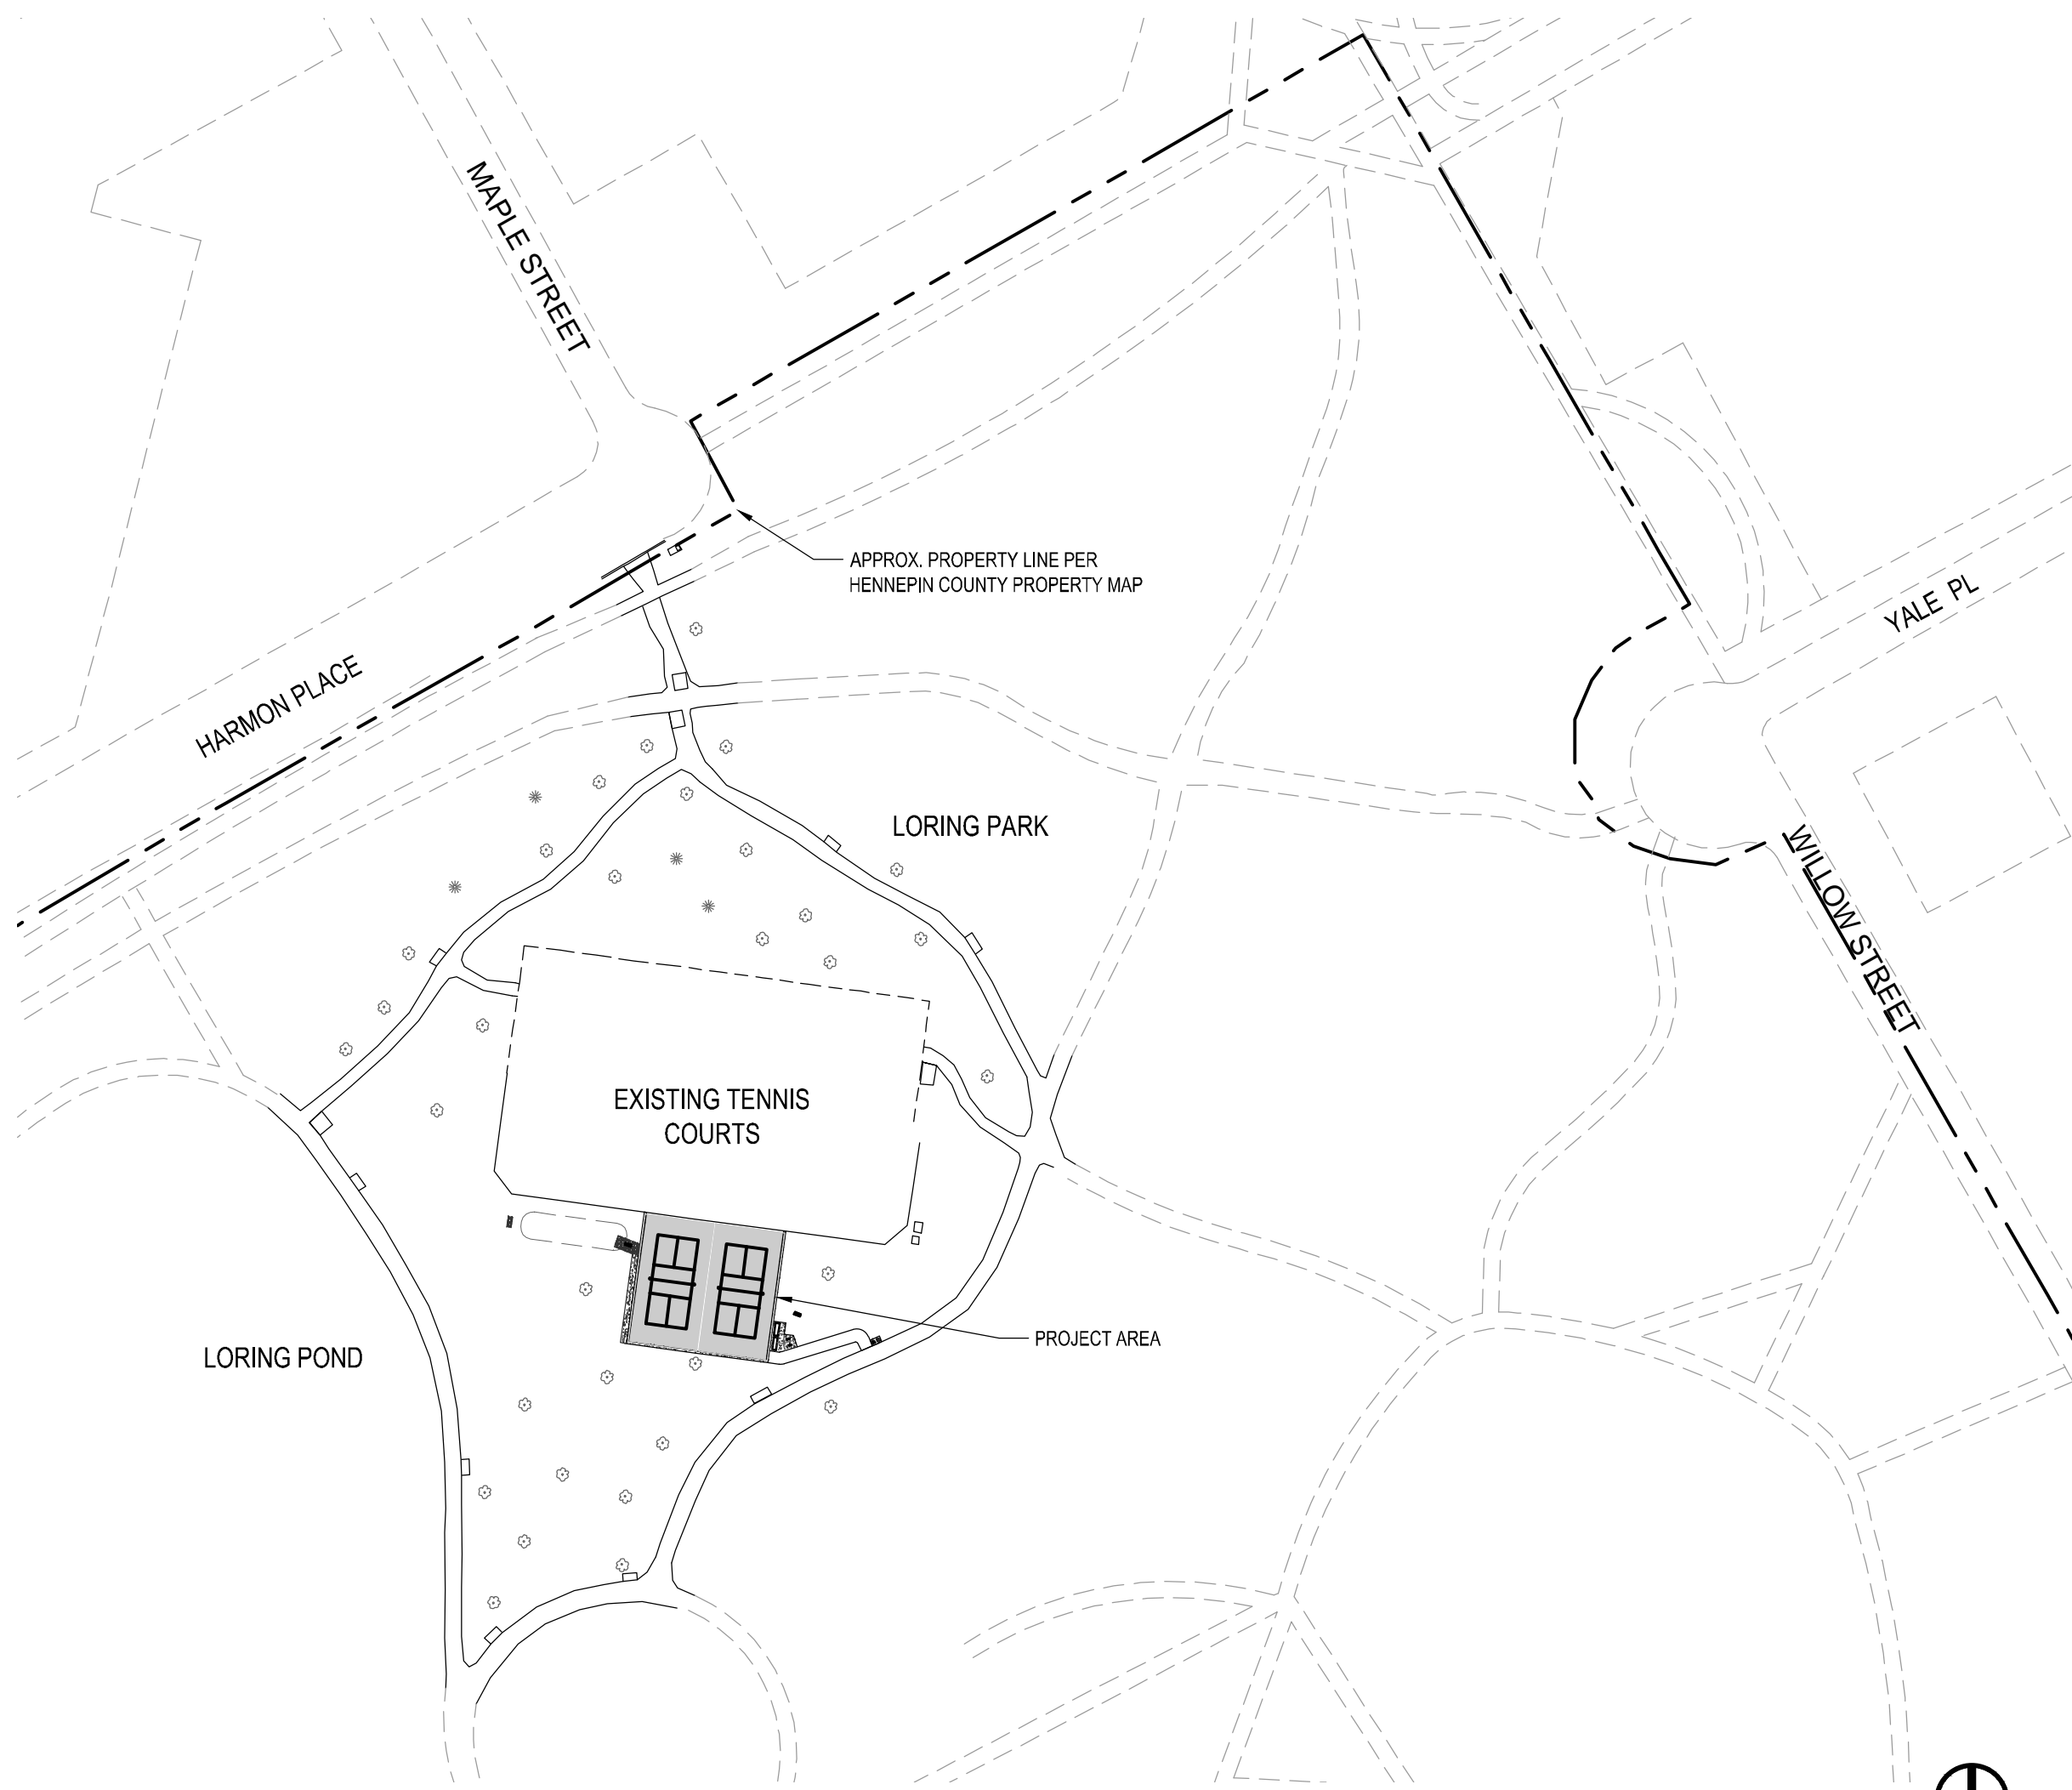 MAPLE STREET
APPROX. PROPERTY LINE PER
HENNEPIN COUNTY PROPERTY MAP
YALE PL
HARMON PLACE
LORING PARK
WILLOW STREET
EXISTING TENNIS
COURTS
PROJECT AREA
LORING POND